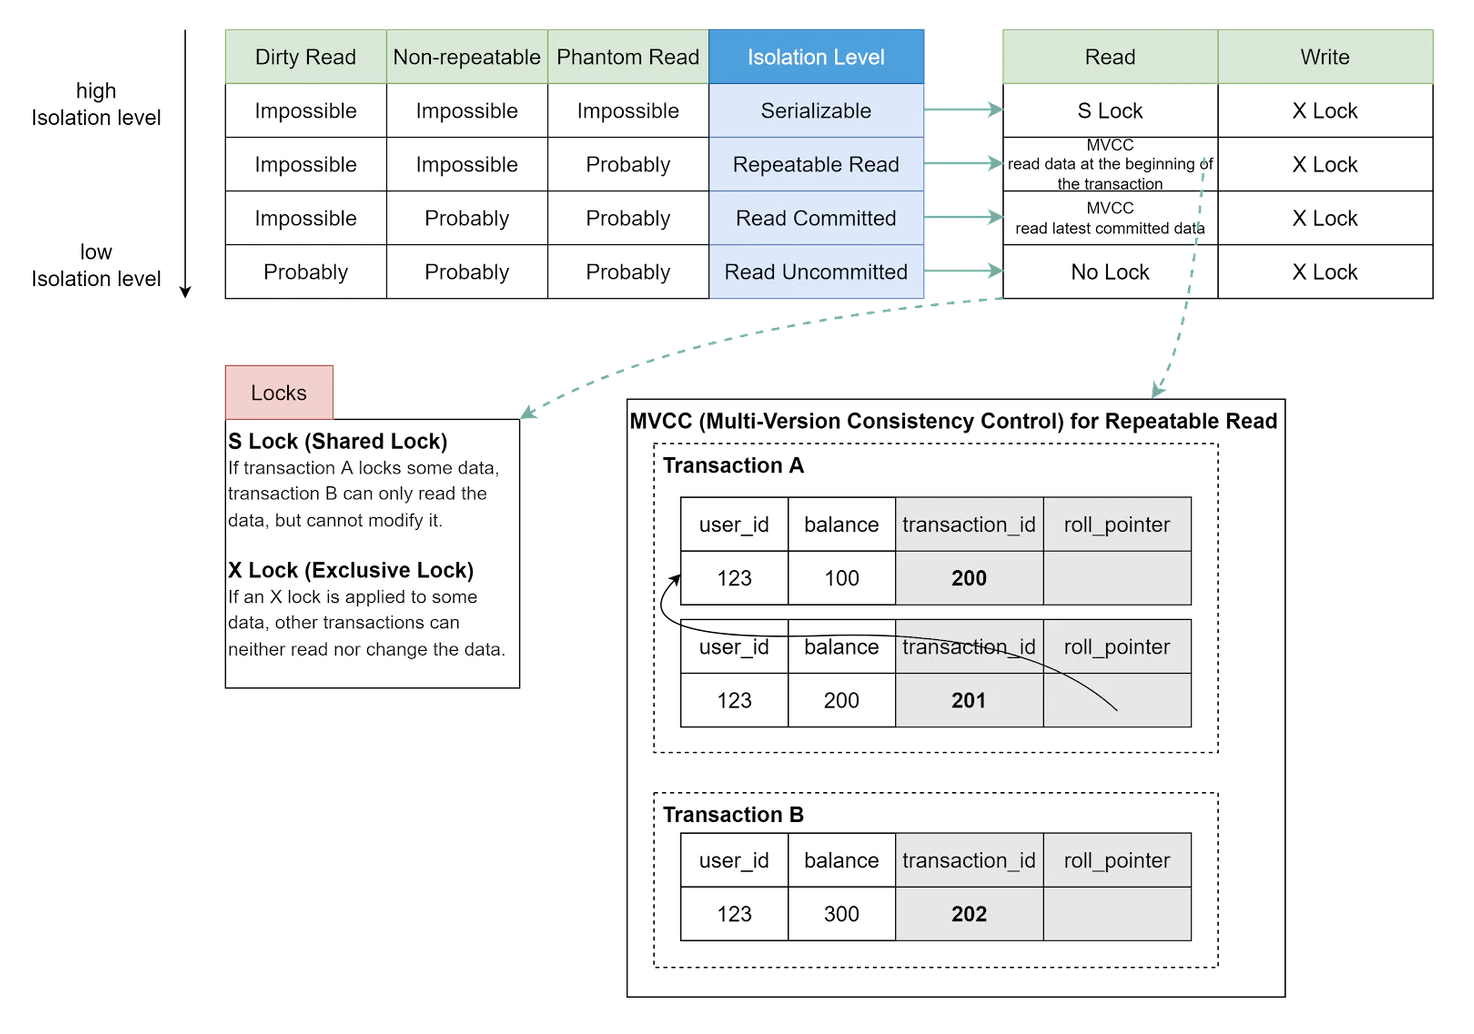 Dirty Read Non-repeatable Phantom Read Isolation Level Read Write
high
Isolation level
Impossible Impossible Impossible Serializable S Lock X Lock
Impossible Impossible Probably Repeatable Read MVCC
read data at the beginning of
the transaction
X Lock
Impossible Probably Probably Read Committed MVCC
read latest committed data
X Lock
low
Isolation level
Probably Probably Probably Read Uncommitted No Lock X Lock
Locks
S Lock (Shared Lock)
If transaction A locks some data,
transaction B can only read the
data, but cannot modify it.
X Lock (Exclusive Lock)
If an X lock is applied to some
data, other transactions can
neither read nor change the data.
MVCC (Multi-Version Consistency Control) for Repeatable Read
Transaction A
user_id balance transaction_id roll_pointer
123 100 200
user_id balance transaction_id roll_pointer
123 200 201
Transaction B
user_id balance transaction_id roll_pointer
123 300 202